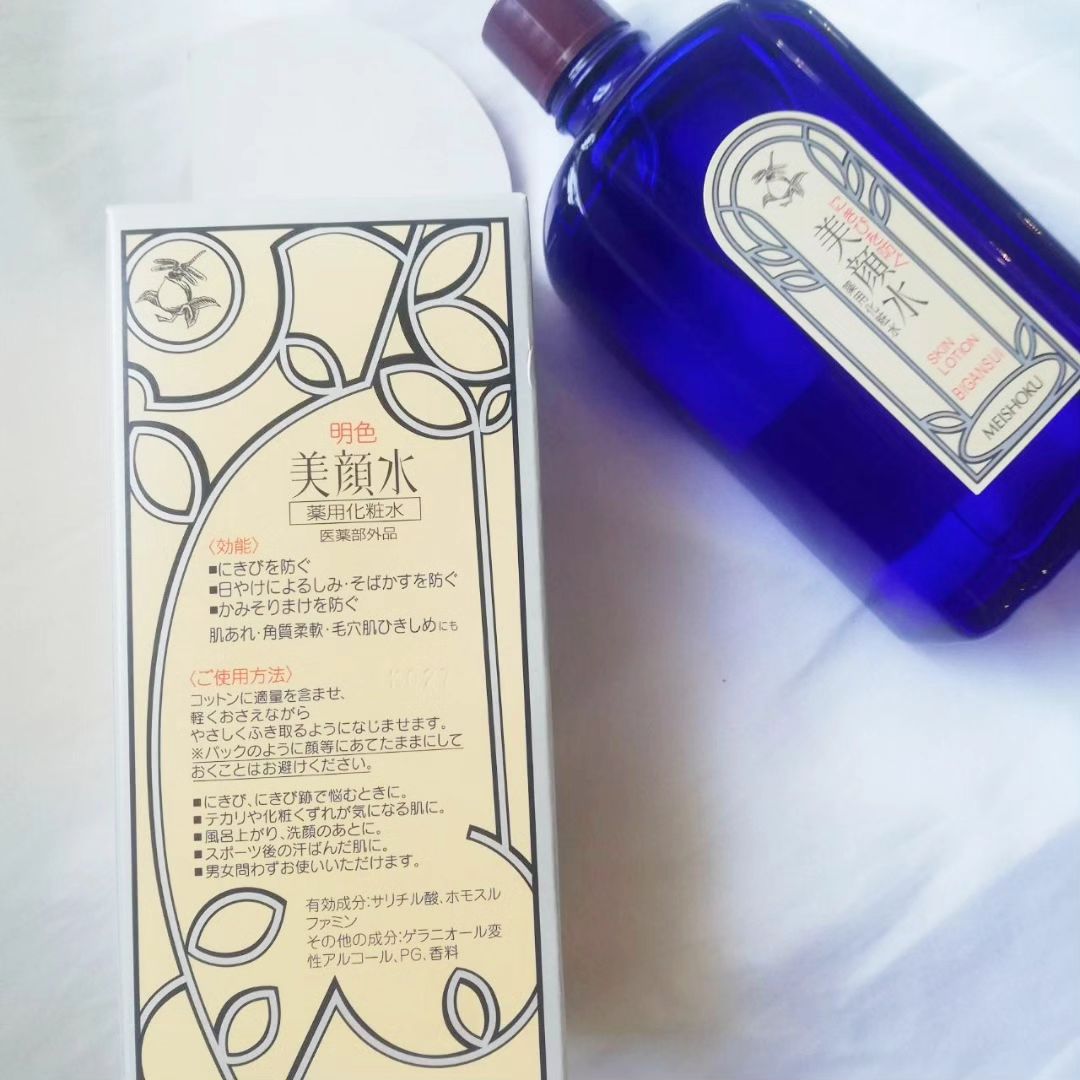 明色
美顔水
薬用化粧水
医薬部外品
〈効能〉
■にきびを防ぐ
■日やけによるしみ・そばかすを防ぐ
■かみそりまけを防ぐ
肌あれ・角質柔軟・毛穴肌ひきしめにも
〈ご使用方法〉
コットンに適量を含ませ、
軽くおさえながら
やさしくふき取るようになじませます。
※パックのように顔等にあてたままにして
おくことはお避けください。
■にきび、にきび跡で悩むときに。
■テカリや化粧くずれが気になる肌に。
■風呂上がり、洗顔のあとに。
■スポーツ後の汗ばんだ肌に。
■男女問わずお使いいただけます。
有効成分:サリチル酸、ホモスル
ファミン
その他の成分:ゲラニオール変
性アルコール、PG、香料
美顔水
薬用化粧水
SKIN
LOTION
BIGANSUI
MEISHOKU